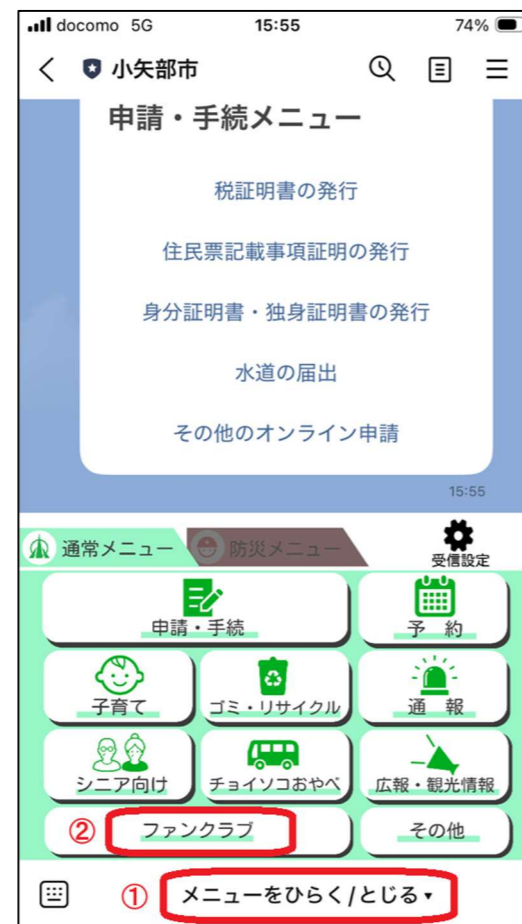 docomo 5G 15:55 74%
小矢部市
申請・手続メニュー
税証明書の発行
住民票記載事項証明の発行
身分証明書・独身証明書の発行
水道の届出
その他のオンライン申請
15:55
通常メニュー 防災メニュー 受信設定
申請・手続 予 約
子育て ゴミ・リサイクル 通 報
シニア向け チョイソコおやべ 広報・観光情報
② ファンクラブ その他
① メニューをひらく/とじる▾